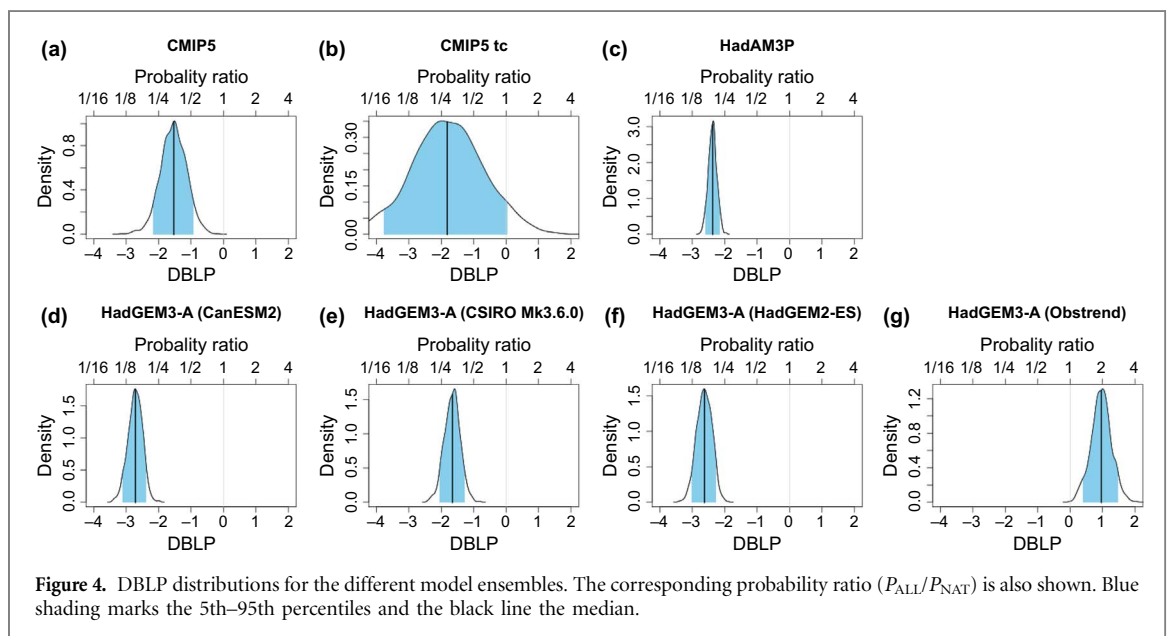 (a) CMIP5
Probality ratio
1/16 1/8 1/4 1/2 1 2 4
Density
0.0 0.4 0.8
−4 −3 −2 −1 0 1 2
DBLP
(b) CMIP5 tc
Probality ratio
1/16 1/8 1/4 1/2 1 2 4
Density
0.00 0.15 0.30
−4 −3 −2 −1 0 1 2
DBLP
(c) HadAM3P
Probality ratio
1/16 1/8 1/4 1/2 1 2 4
Density
0.0 1.0 2.0 3.0
−4 −3 −2 −1 0 1 2
DBLP
(d) HadGEM3-A (CanESM2)
Probality ratio
1/16 1/8 1/4 1/2 1 2 4
Density
0.0 0.5 1.0 1.5
−4 −3 −2 −1 0 1 2
DBLP
(e) HadGEM3-A (CSIRO Mk3.6.0)
Probality ratio
1/16 1/8 1/4 1/2 1 2 4
Density
0.0 0.5 1.0 1.5
−4 −3 −2 −1 0 1 2
DBLP
(f) HadGEM3-A (HadGEM2-ES)
Probality ratio
1/16 1/8 1/4 1/2 1 2 4
Density
0.0 0.5 1.0 1.5
−4 −3 −2 −1 0 1 2
DBLP
(g) HadGEM3-A (Obstrend)
Probality ratio
1/16 1/8 1/4 1/2 1 2 4
Density
0.0 0.4 0.8 1.2
−4 −3 −2 −1 0 1 2
DBLP
Figure 4. DBLP distributions for the different model ensembles. The corresponding probability ratio (P_ALL/P_NAT) is also shown. Blue
shading marks the 5th–95th percentiles and the black line the median.